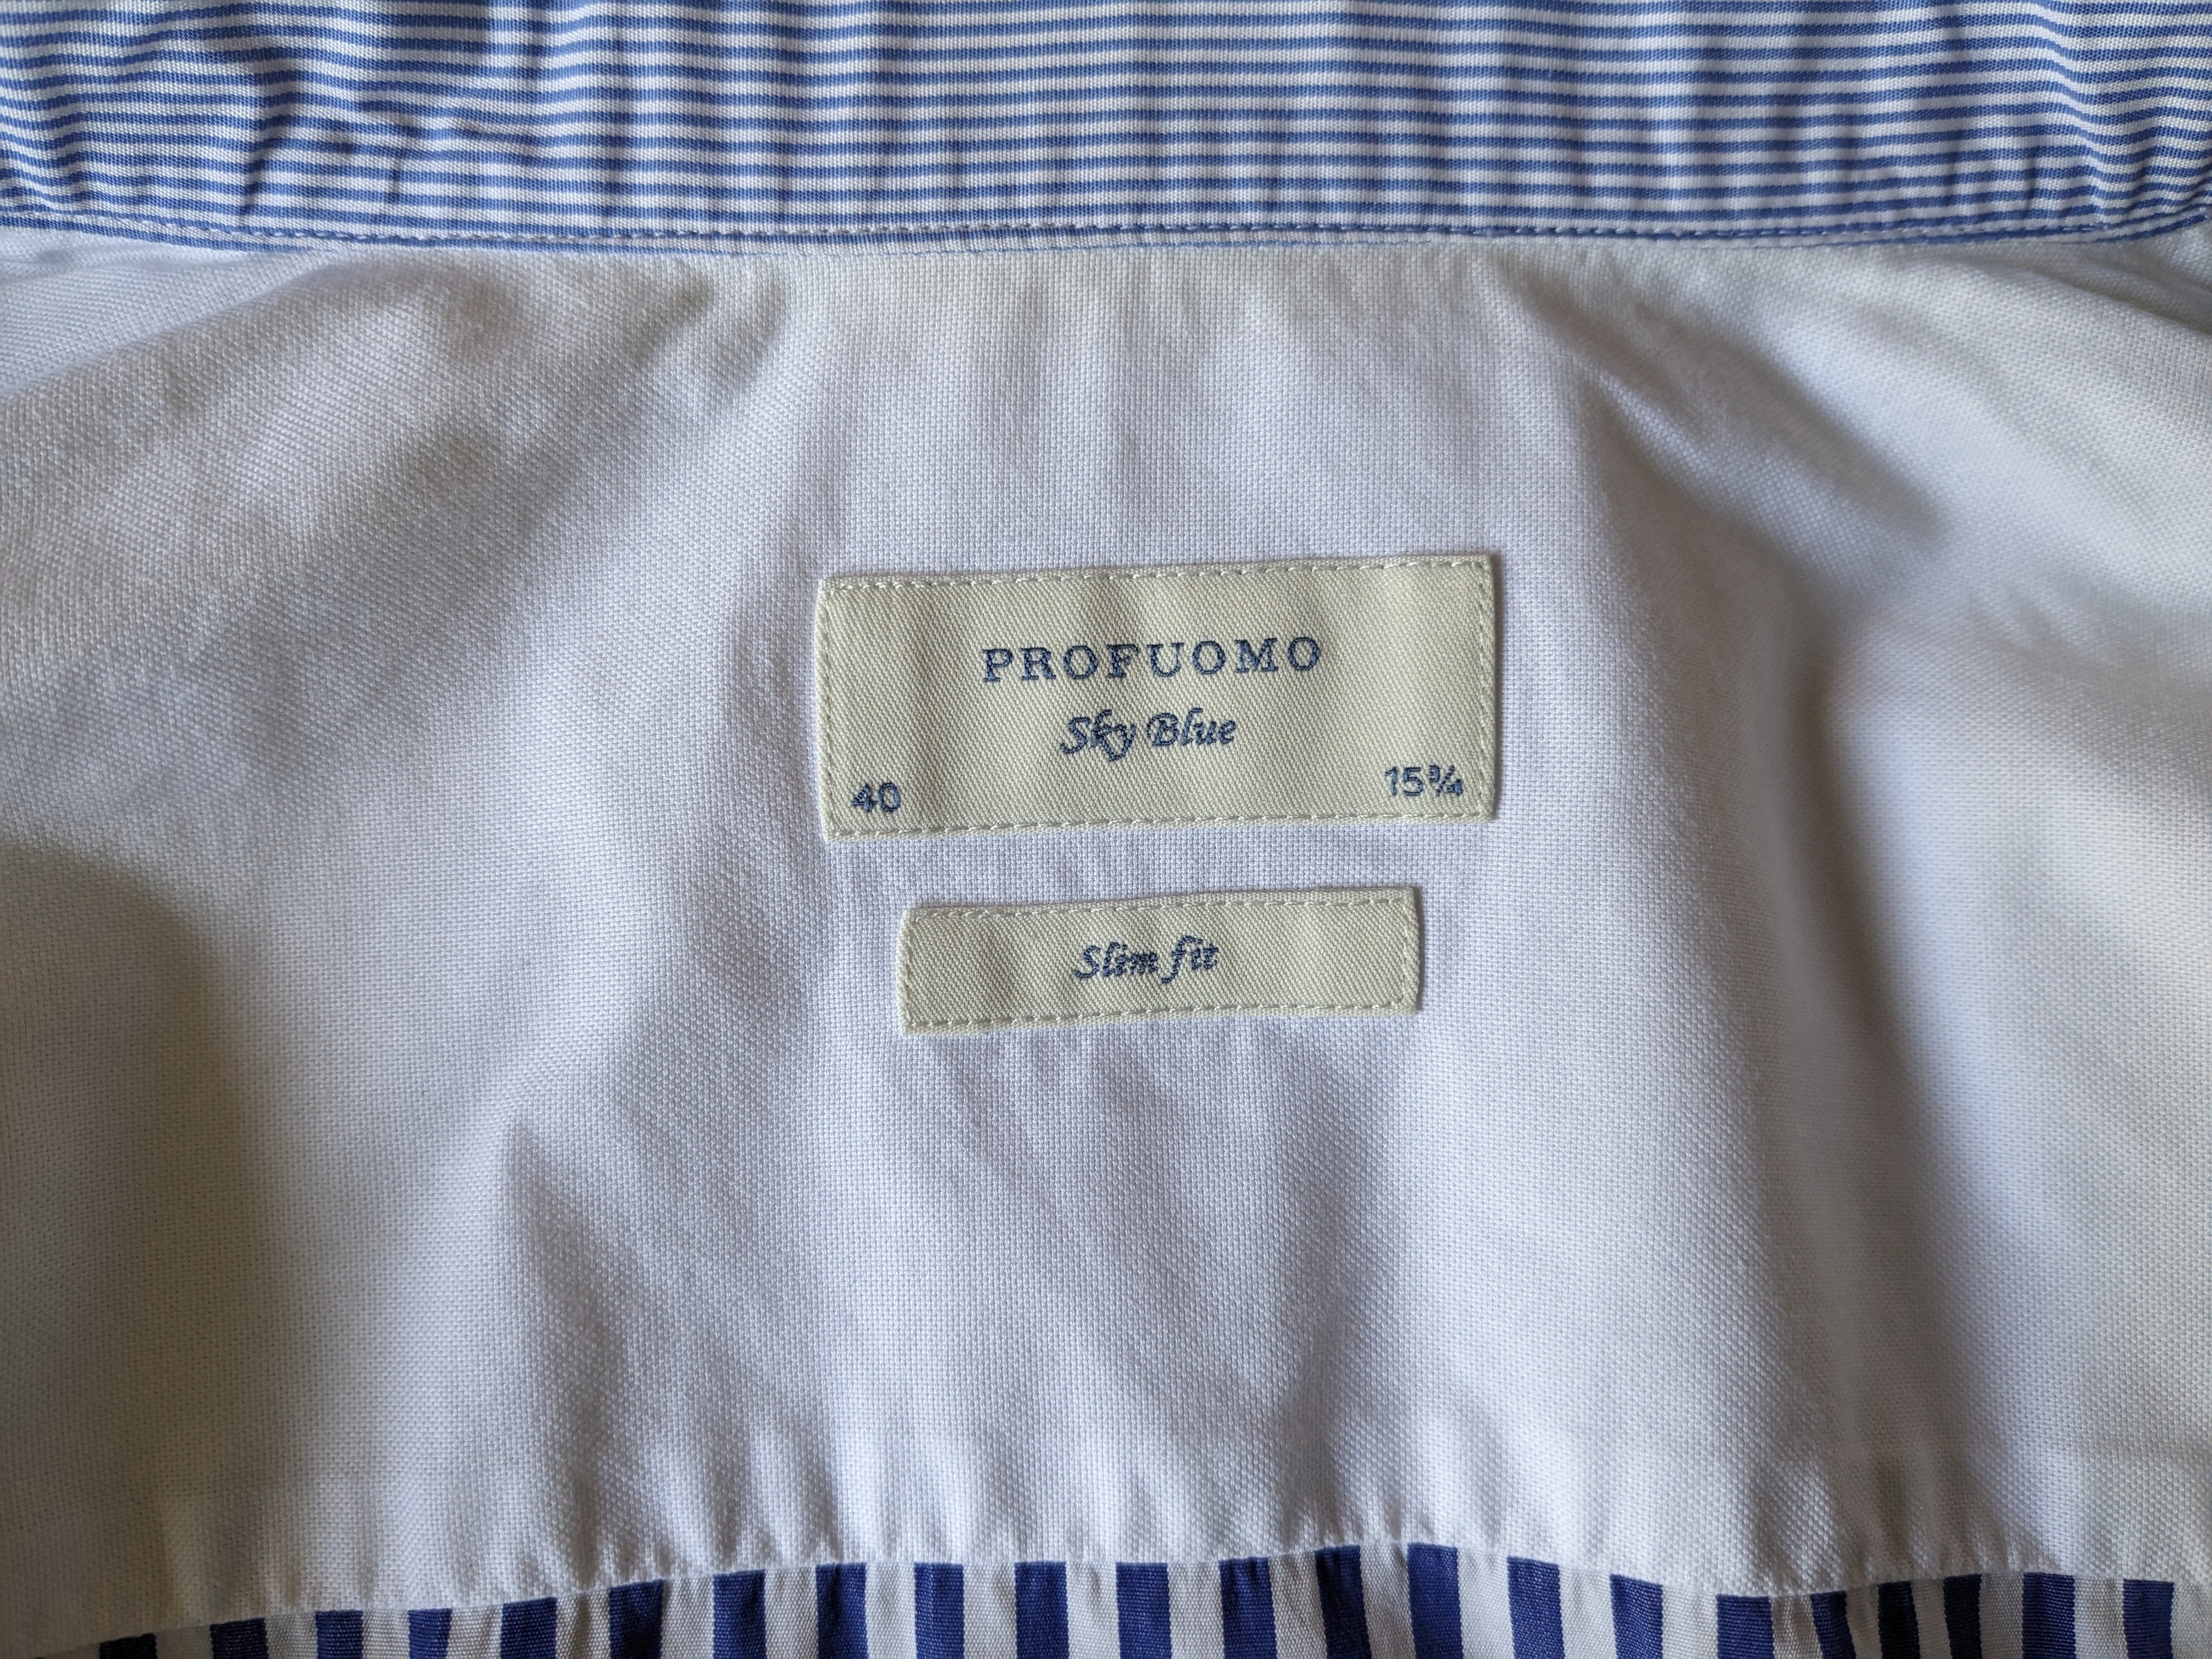 PROFUOMO
Sky Blue
40 15¾
Slim fit